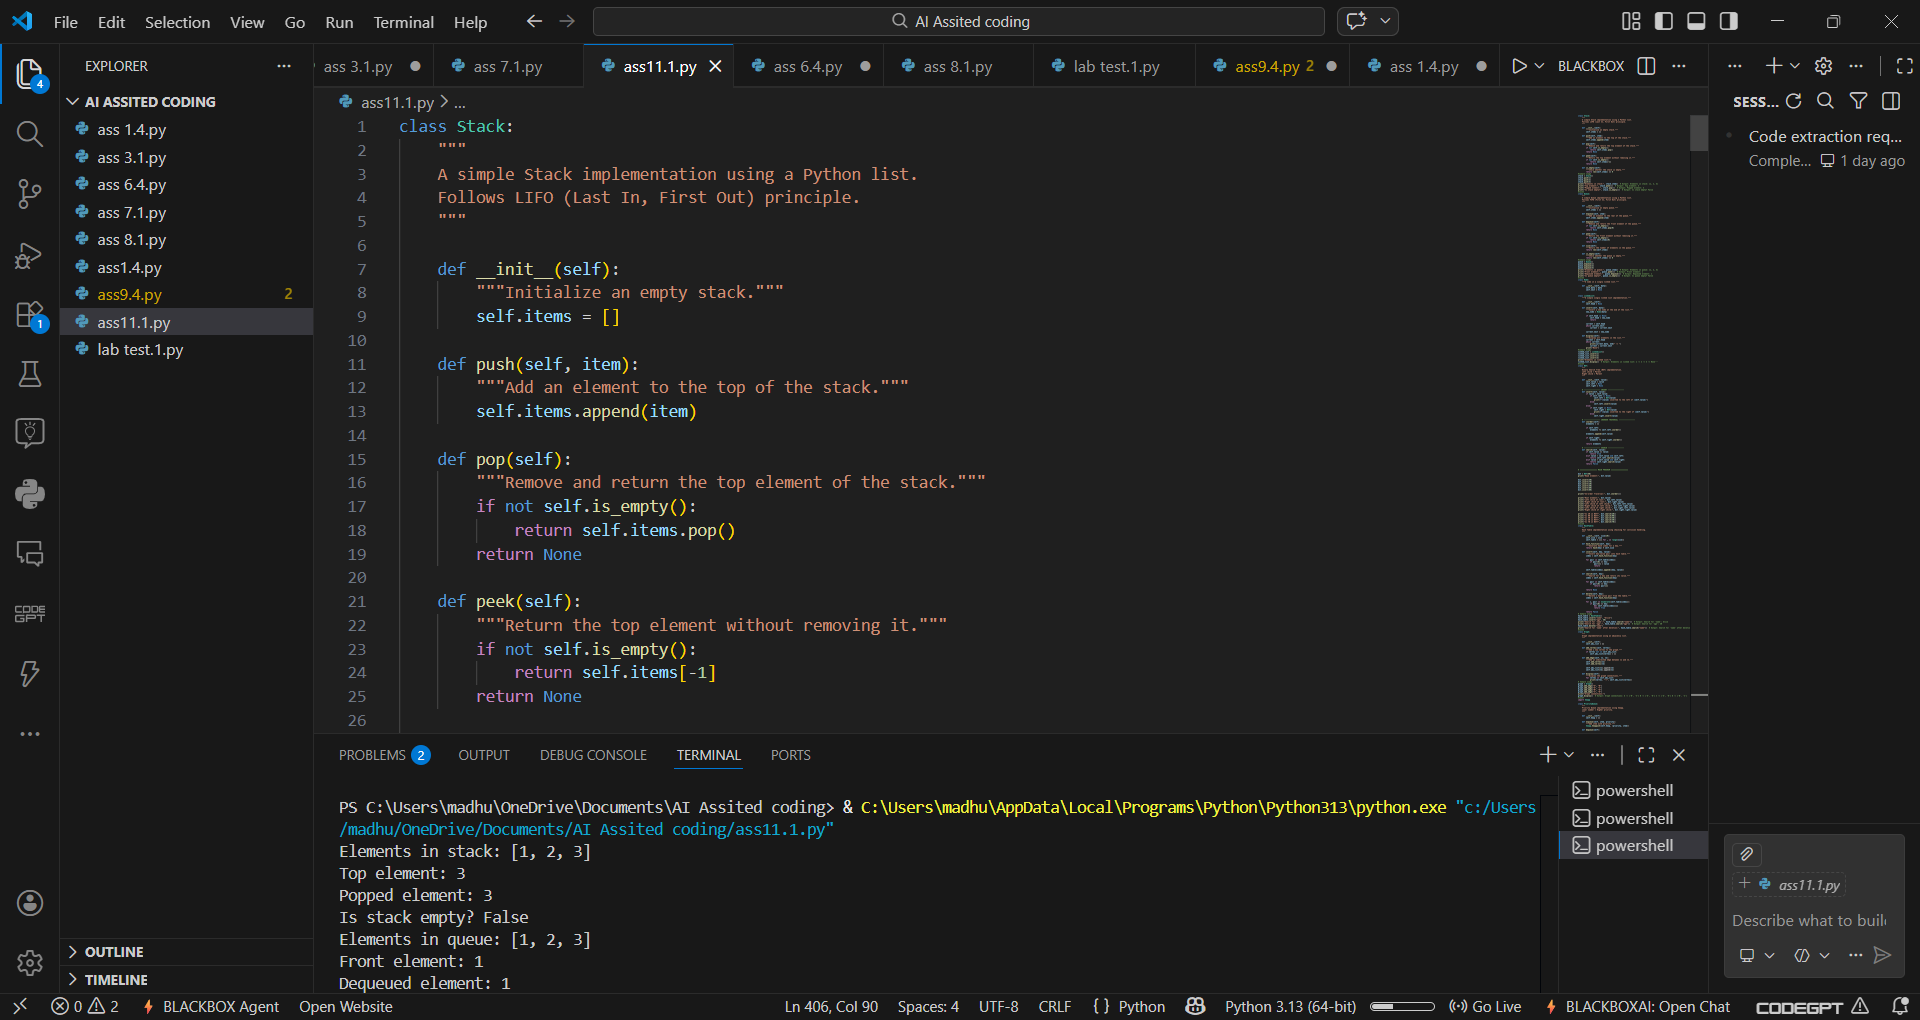 File Edit Selection View Go Run Terminal Help
AI Assited coding
EXPLORER
AI ASSITED CODING
ass 1.4.py
ass 3.1.py
ass 6.4.py
ass 7.1.py
ass 8.1.py
ass1.4.py
ass9.4.py 2
ass11.1.py
lab test.1.py
OUTLINE
TIMELINE
4
1
CODE GPT
ass 3.1.py ass 7.1.py ass11.1.py ass 6.4.py ass 8.1.py lab test.1.py ass9.4.py 2 ass 1.4.py BLACKBOX
ass11.1.py > ...
1 class Stack:
2 """
3 A simple Stack implementation using a Python list.
4 Follows LIFO (Last In, First Out) principle.
5 """
6
7 def __init__(self):
8 """Initialize an empty stack."""
9 self.items = []
10
11 def push(self, item):
12 """Add an element to the top of the stack."""
13 self.items.append(item)
14
15 def pop(self):
16 """Remove and return the top element of the stack."""
17 if not self.is_empty():
18 return self.items.pop()
19 return None
20
21 def peek(self):
22 """Return the top element without removing it."""
23 if not self.is_empty():
24 return self.items[-1]
25 return None
26
PROBLEMS 2 OUTPUT DEBUG CONSOLE TERMINAL PORTS
PS C:\Users\madhu\OneDrive\Documents\AI Assited coding> & C:\Users\madhu\AppData\Local\Programs\Python\Python313\python.exe "c:/Users
/madhu/OneDrive/Documents/AI Assited coding/ass11.1.py"
Elements in stack: [1, 2, 3]
Top element: 3
Popped element: 3
Is stack empty? False
Elements in queue: [1, 2, 3]
Front element: 1
Dequeued element: 1
powershell
powershell
powershell
SESS...
Code extraction req...
Comple... 1 day ago
ass11.1.py
Describe what to buil
0 2 BLACKBOX Agent Open Website Ln 406, Col 90 Spaces: 4 UTF-8 CRLF { } Python Python 3.13 (64-bit) Go Live BLACKBOXAI: Open Chat CODEGPT